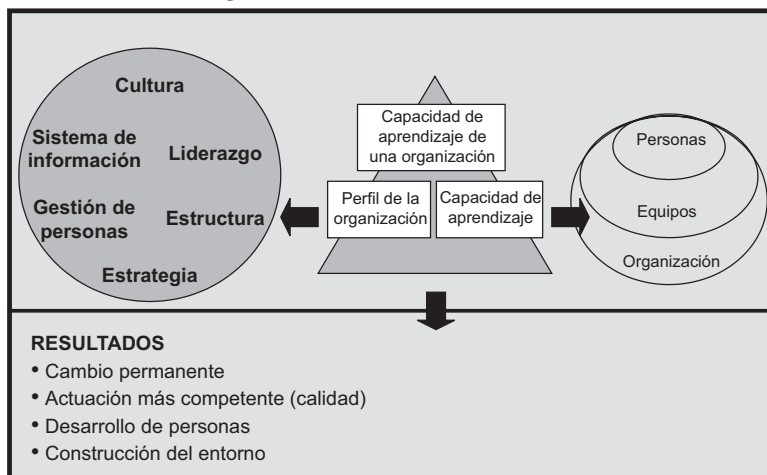 Cultura
Sistema de
información
Liderazgo
Gestión de
personas
Estructura
Estrategia
Capacidad de
aprendizaje de
una organización
Perfil de la
organización
Capacidad de
aprendizaje
Personas
Equipos
Organización
RESULTADOS
• Cambio permanente
• Actuación más competente (calidad)
• Desarrollo de personas
• Construcción del entorno